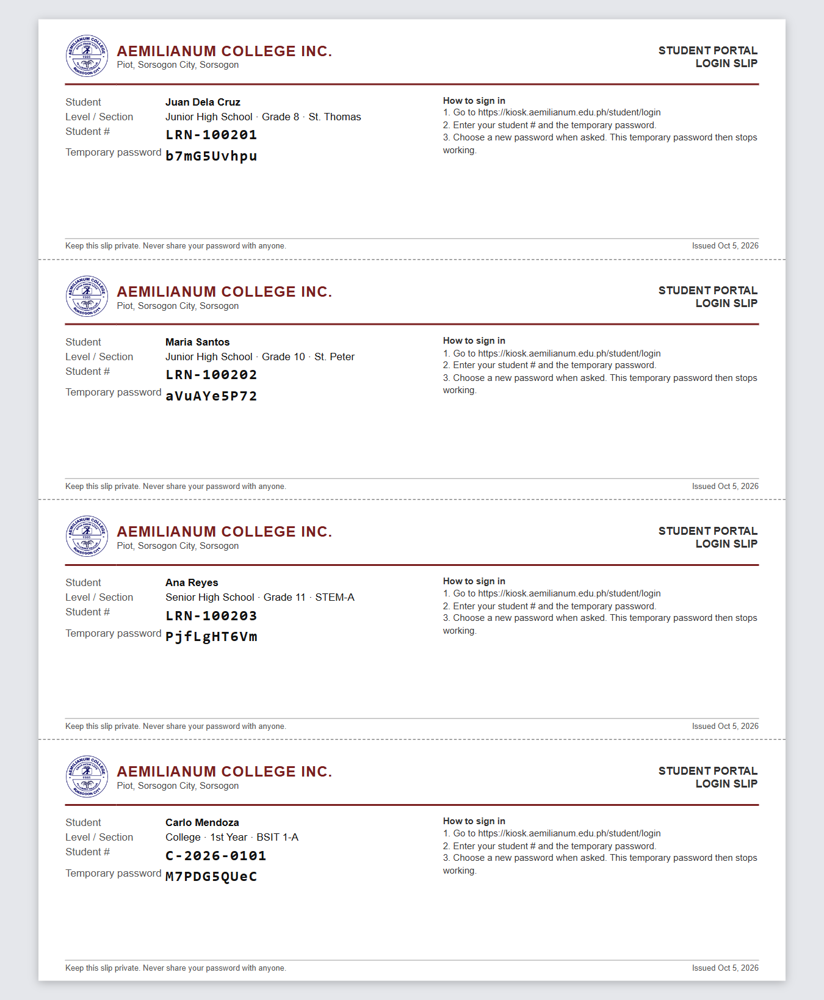 AEMILIANUM COLLEGE
1985
SORSOGON CITY
AEMILIANUM COLLEGE INC.
Piot, Sorsogon City, Sorsogon
STUDENT PORTAL
LOGIN SLIP
Student Juan Dela Cruz
Level / Section Junior High School · Grade 8 · St. Thomas
Student # LRN-100201
Temporary password b7mG5Uvhpu
How to sign in
1. Go to https://kiosk.aemilianum.edu.ph/student/login
2. Enter your student # and the temporary password.
3. Choose a new password when asked. This temporary password then stops
working.
Keep this slip private. Never share your password with anyone. Issued Oct 5, 2026
AEMILIANUM COLLEGE
1985
SORSOGON CITY
AEMILIANUM COLLEGE INC.
Piot, Sorsogon City, Sorsogon
STUDENT PORTAL
LOGIN SLIP
Student Maria Santos
Level / Section Junior High School · Grade 10 · St. Peter
Student # LRN-100202
Temporary password aVuAYe5P72
How to sign in
1. Go to https://kiosk.aemilianum.edu.ph/student/login
2. Enter your student # and the temporary password.
3. Choose a new password when asked. This temporary password then stops
working.
Keep this slip private. Never share your password with anyone. Issued Oct 5, 2026
AEMILIANUM COLLEGE
1985
SORSOGON CITY
AEMILIANUM COLLEGE INC.
Piot, Sorsogon City, Sorsogon
STUDENT PORTAL
LOGIN SLIP
Student Ana Reyes
Level / Section Senior High School · Grade 11 · STEM-A
Student # LRN-100203
Temporary password PjfLgHT6Vm
How to sign in
1. Go to https://kiosk.aemilianum.edu.ph/student/login
2. Enter your student # and the temporary password.
3. Choose a new password when asked. This temporary password then stops
working.
Keep this slip private. Never share your password with anyone. Issued Oct 5, 2026
AEMILIANUM COLLEGE
1985
SORSOGON CITY
AEMILIANUM COLLEGE INC.
Piot, Sorsogon City, Sorsogon
STUDENT PORTAL
LOGIN SLIP
Student Carlo Mendoza
Level / Section College · 1st Year · BSIT 1-A
Student # C-2026-0101
Temporary password M7PDG5QUeC
How to sign in
1. Go to https://kiosk.aemilianum.edu.ph/student/login
2. Enter your student # and the temporary password.
3. Choose a new password when asked. This temporary password then stops
working.
Keep this slip private. Never share your password with anyone. Issued Oct 5, 2026